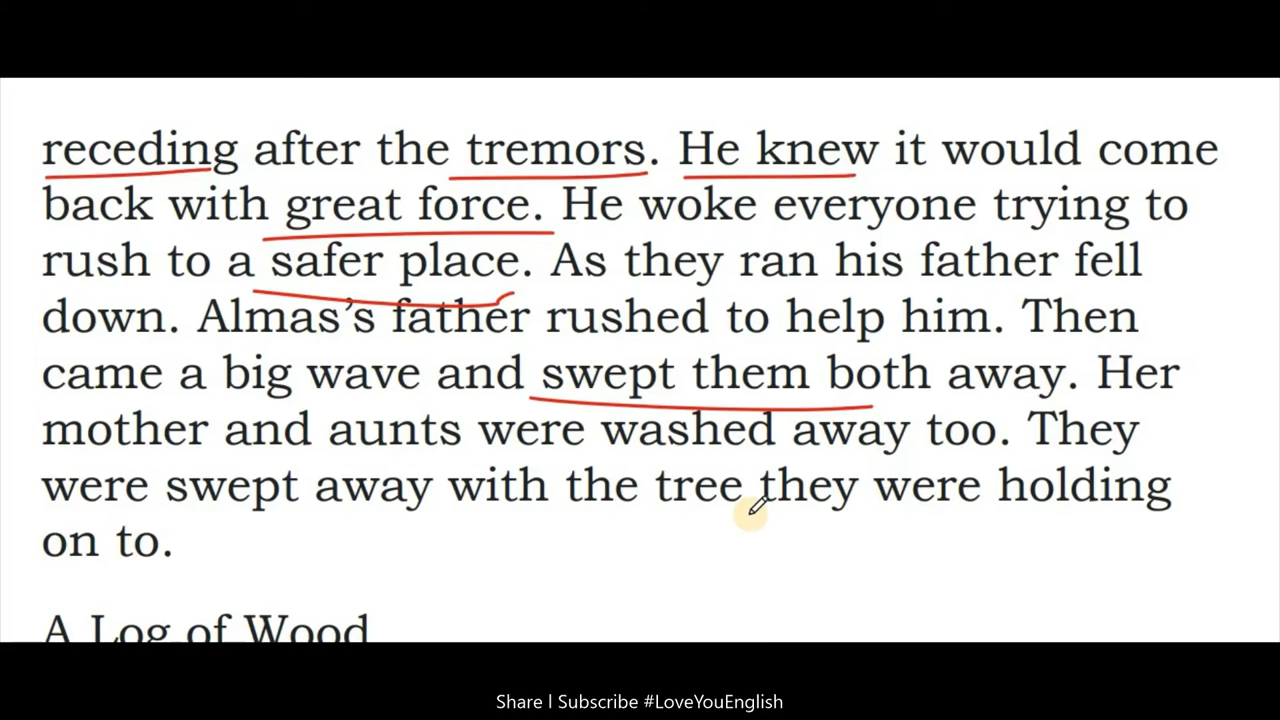 receding after the tremors. He knew it would come
back with great force. He woke everyone trying to
rush to a safer place. As they ran his father fell
down. Almas’s father rushed to help him. Then
came a big wave and swept them both away. Her
mother and aunts were washed away too. They
were swept away with the tree they were holding
on to.
A Log of Wood
Share l Subscribe #LoveYouEnglish